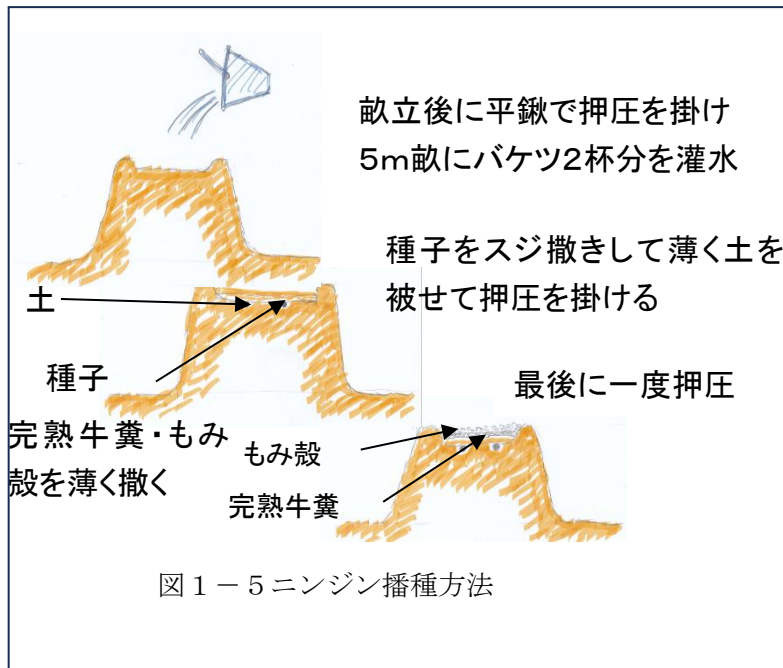 畝立後に平鍬で押圧を掛け
5m畝にバケツ2杯分を灌水
種子をスジ撒きして薄く土を
被せて押圧を掛ける
土
種子
最後に一度押圧
完熟牛糞・もみ
殻を薄く撒く
もみ殻
完熟牛糞
図1-5ニンジン播種方法